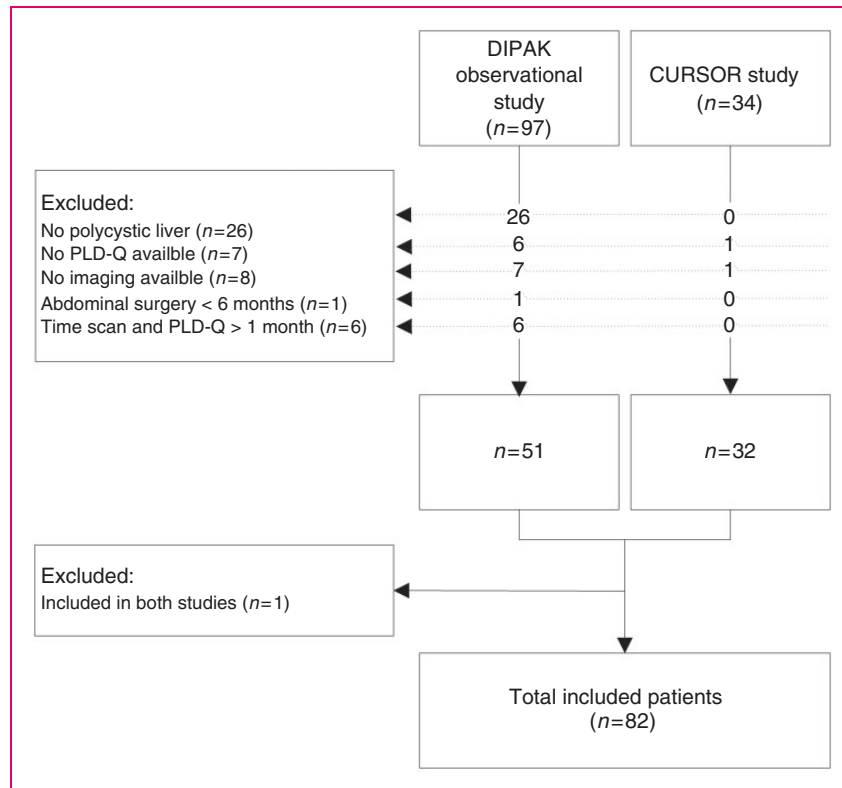 DIPAK
observational
study
(n=97)
CURSOR study
(n=34)
Excluded:
No polycystic liver (n=26)
No PLD-Q availble (n=7)
No imaging availble (n=8)
Abdominal surgery < 6 months (n=1)
Time scan and PLD-Q > 1 month (n=6)
26 0
6 1
7 1
1 0
6 0
n=51
n=32
Excluded:
Included in both studies (n=1)
Total included patients
(n=82)